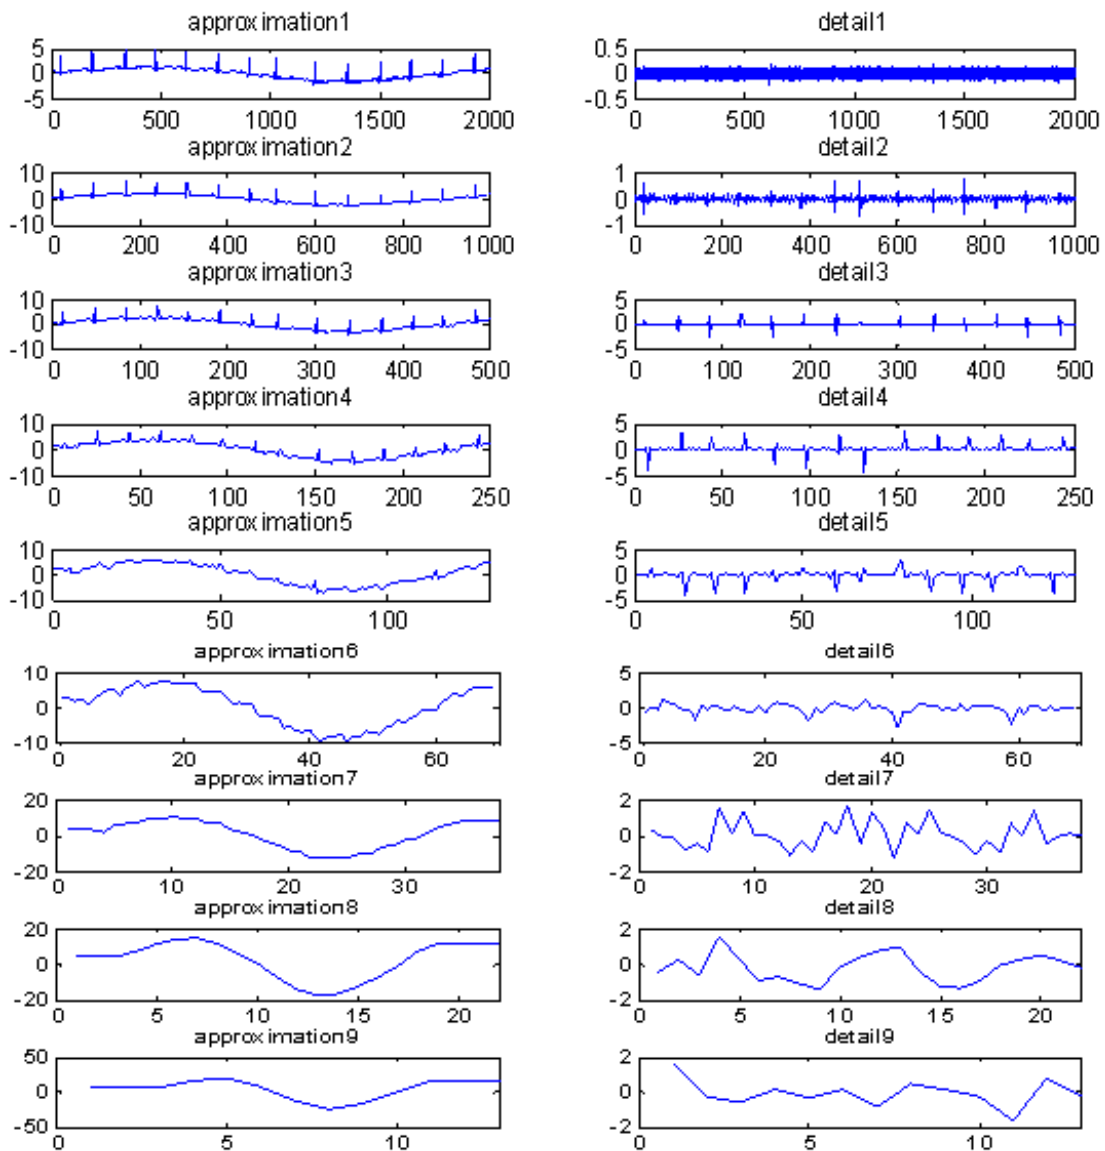 approximation1 detail1
5 0.5
0 0
-5 -0.5
0 500 1000 1500 2000 0 500 1000 1500 2000
approximation2 detail2
10 1
0 0
-10 -1
0 200 400 600 800 1000 0 200 400 600 800 1000
approximation3 detail3
10 5
0 0
-10 -5
0 100 200 300 400 500 0 100 200 300 400 500
approximation4 detail4
10 5
0 0
-10 -5
0 50 100 150 200 250 0 50 100 150 200 250
approximation5 detail5
10 5
0 0
-10 -5
0 50 100 0 50 100
approximation6 detail6
10 5
0 0
-10 -5
0 20 40 60 0 20 40 60
approximation7 detail7
20 2
0 0
-20 -2
0 10 20 30 0 10 20 30
approximation8 detail8
20 2
0 0
-20 -2
0 5 10 15 20 0 5 10 15 20
approximation9 detail9
50 2
0 0
-50 -2
0 5 10 0 5 10